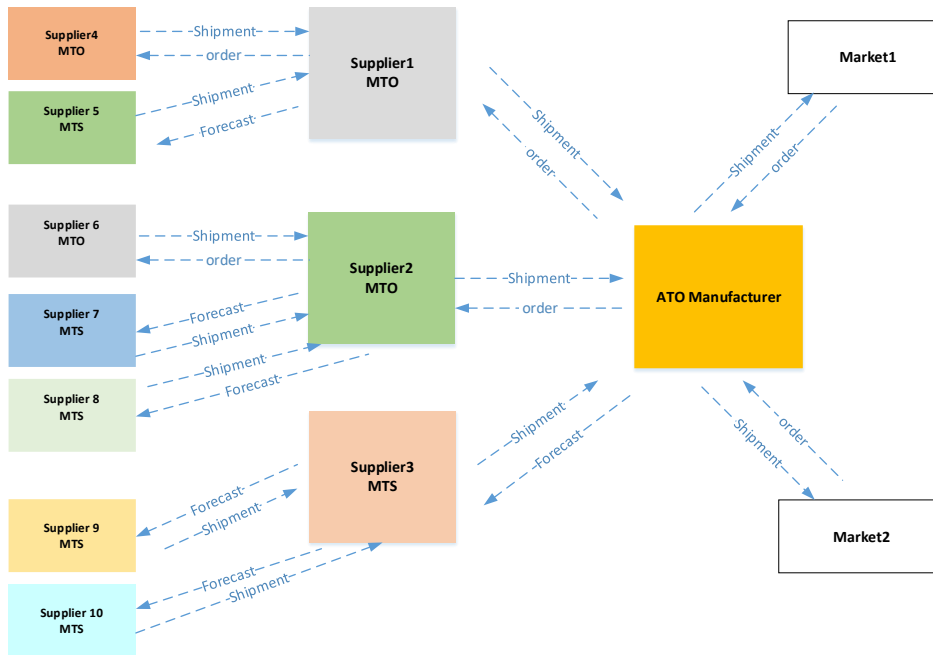 Supplier4
MTO
Shipment
order
Supplier 5
MTS
Shipment
Forecast
Supplier1
MTO
Shipment
order
Market1
Shipment
order
Supplier 6
MTO
Shipment
order
Supplier 7
MTS
Forecast
Shipment
Supplier 8
MTS
Shipment
Forecast
Supplier2
MTO
Shipment
order
ATO Manufacturer
Supplier3
MTS
Shipment
Forecast
order
Shipment
Supplier 9
MTS
Forecast
Shipment
Supplier 10
MTS
Forecast
Shipment
Market2